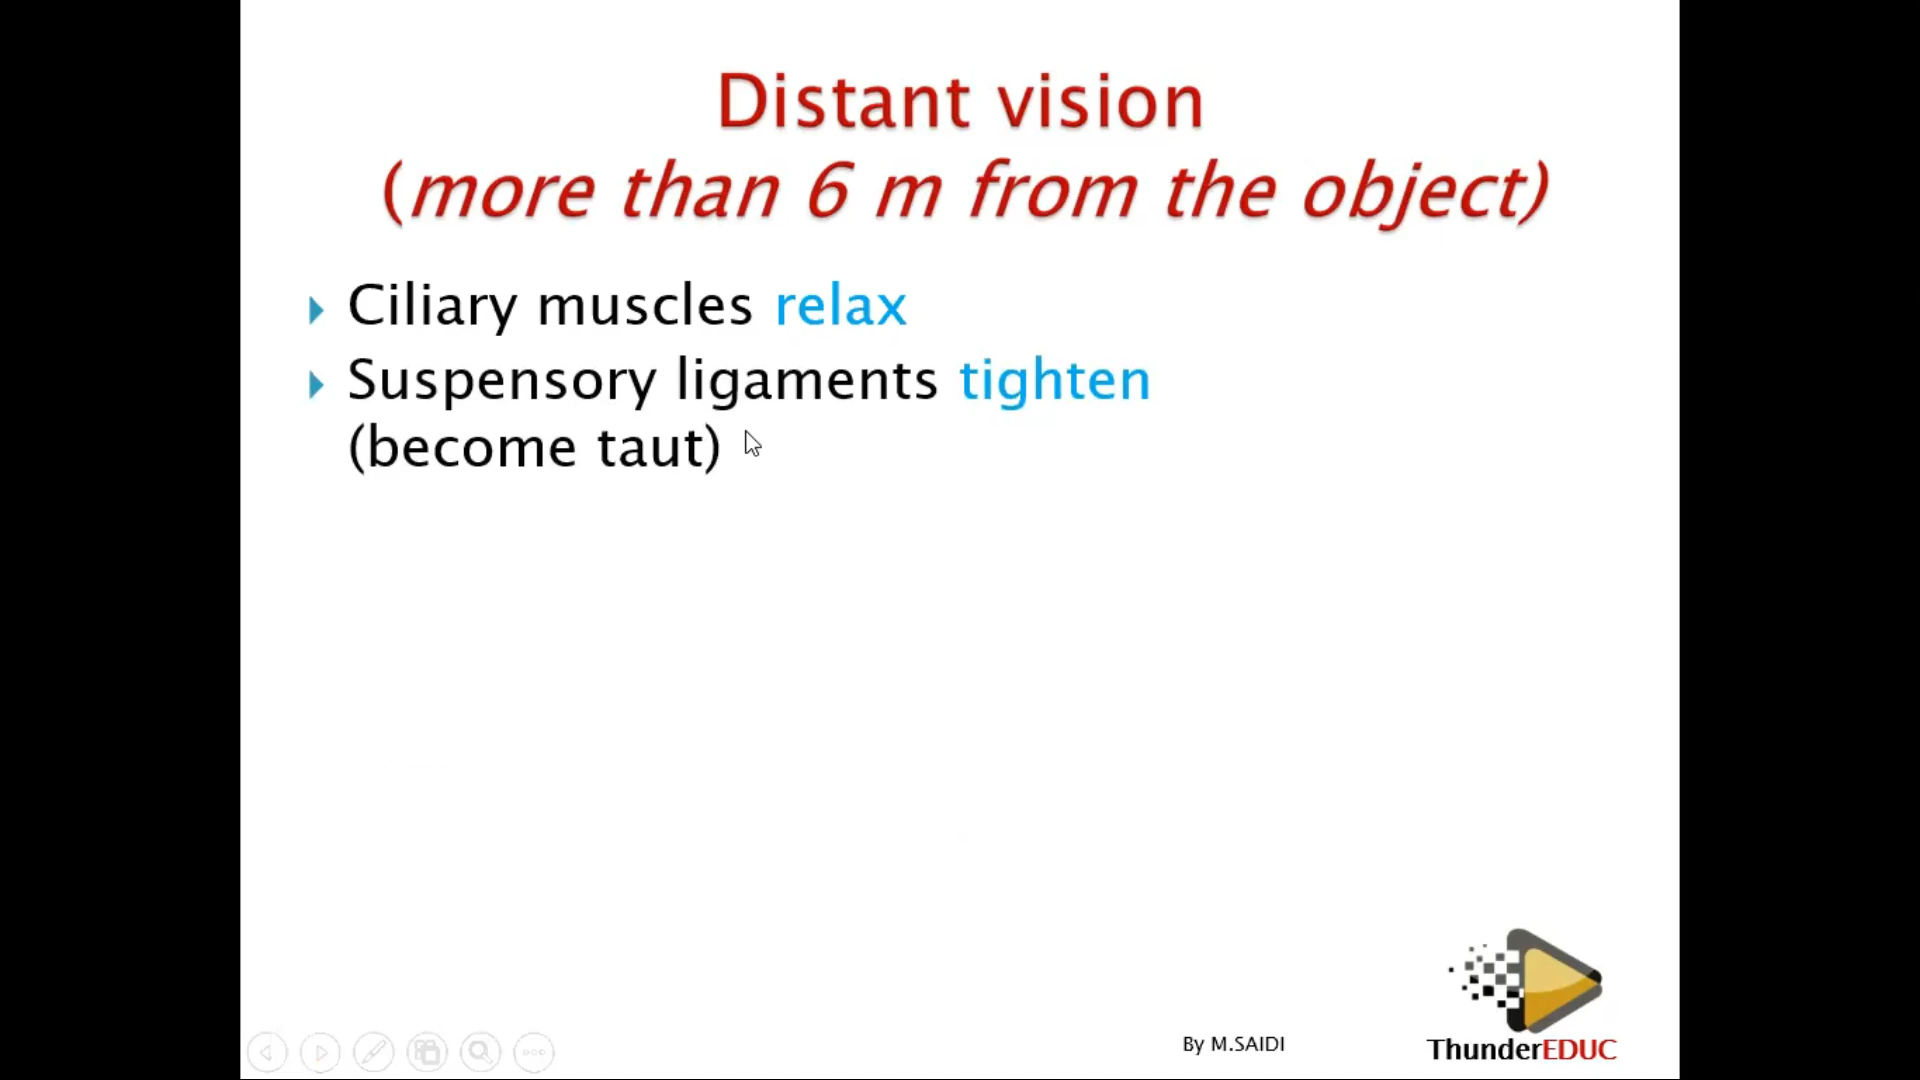 Distant vision
(more than 6 m from the object)
Ciliary muscles relax
Suspensory ligaments tighten
(become taut)
By M.SAIDI
ThunderEDUC